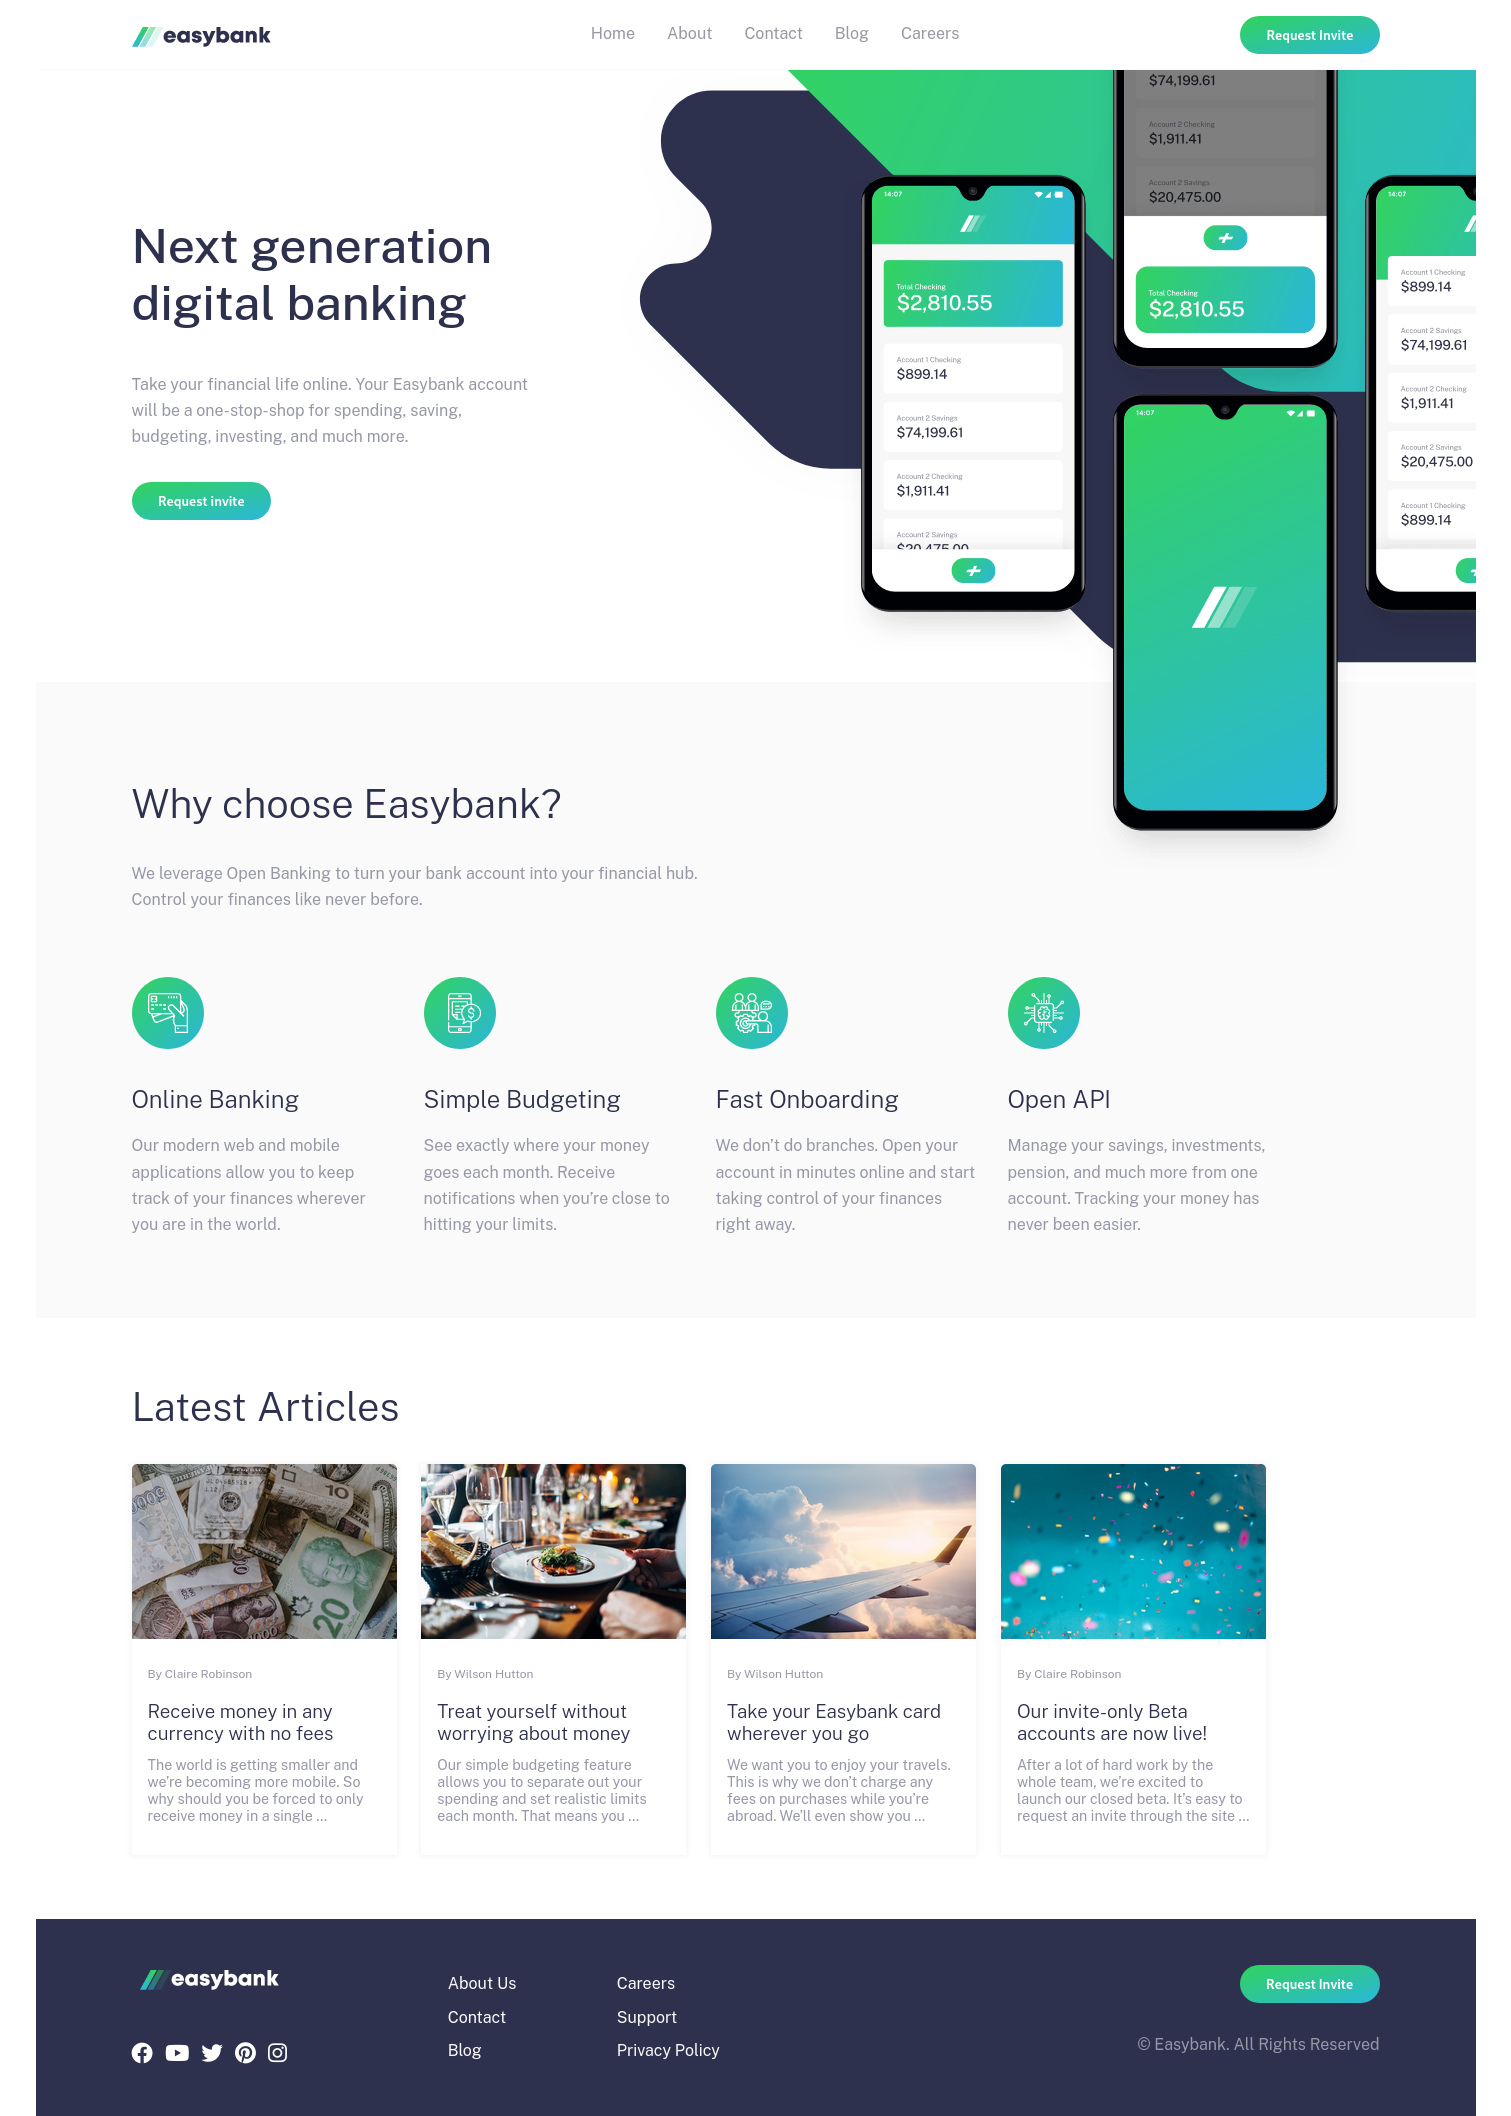 easybank
Home About Contact Blog Careers
Request Invite
Next generation
digital banking
Take your financial life online. Your Easybank account
will be a one-stop-shop for spending, saving,
budgeting, investing, and much more.
Request invite
14:07
Total Checking
$2,810.55
Account 1 Checking
$899.14
Account 2 Savings
$74,199.61
Account 2 Checking
$1,911.41
Account 2 Savings
$20,475.00
$74,199.61
Account 2 Checking
$1,911.41
Account 2 Savings
$20,475.00
Total Checking
$2,810.55
14:07
14:07
Account 1 Checking
$899.14
Account 2 Savings
$74,199.61
Account 2 Checking
$1,911.41
Account 2 Savings
$20,475.00
Account 1 Checking
$899.14
Why choose Easybank?
We leverage Open Banking to turn your bank account into your financial hub.
Control your finances like never before.
Online Banking
Our modern web and mobile
applications allow you to keep
track of your finances wherever
you are in the world.
Simple Budgeting
See exactly where your money
goes each month. Receive
notifications when you’re close to
hitting your limits.
Fast Onboarding
We don’t do branches. Open your
account in minutes online and start
taking control of your finances
right away.
Open API
Manage your savings, investments,
pension, and much more from one
account. Tracking your money has
never been easier.
Latest Articles
10
20
By Claire Robinson
Receive money in any
currency with no fees
The world is getting smaller and
we’re becoming more mobile. So
why should you be forced to only
receive money in a single ...
By Wilson Hutton
Treat yourself without
worrying about money
Our simple budgeting feature
allows you to separate out your
spending and set realistic limits
each month. That means you ...
By Wilson Hutton
Take your Easybank card
wherever you go
We want you to enjoy your travels.
This is why we don’t charge any
fees on purchases while you’re
abroad. We’ll even show you ...
By Claire Robinson
Our invite-only Beta
accounts are now live!
After a lot of hard work by the
whole team, we’re excited to
launch our closed beta. It’s easy to
request an invite through the site ...
easybank
About Us
Contact
Blog
Careers
Support
Privacy Policy
Request Invite
© Easybank. All Rights Reserved